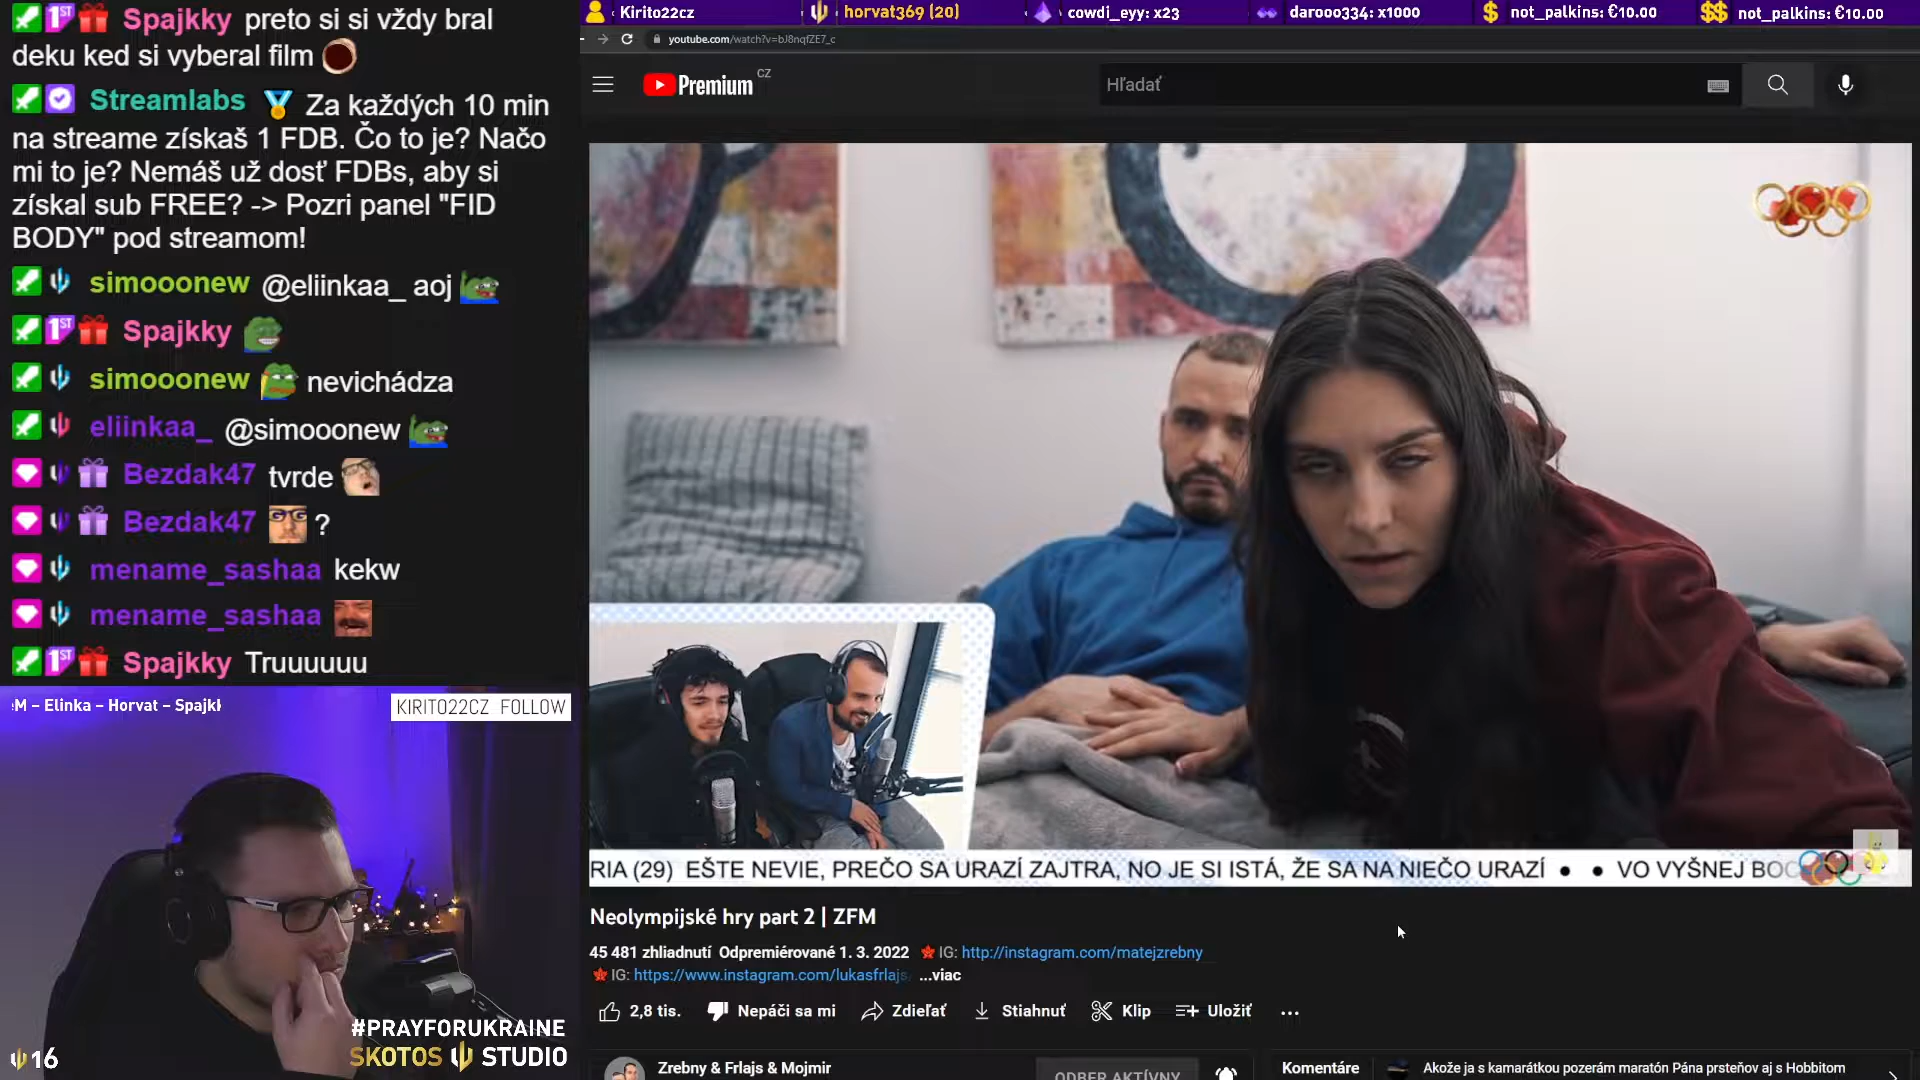 Spajkky preto si si vždy bral
deku ked si vyberal film
Streamlabs Za každých 10 min
na streame získaš 1 FDB. Čo to je? Načo
mi to je? Nemáš už dosť FDBs, aby si
získal sub FREE? -> Pozri panel "FID
BODY" pod streamom!
simooonew @eliinkaa_ aoj
Spajkky
simooonew nevichádza
eliinkaa_ @simooonew
Bezdak47 tvrde
Bezdak47 ?
mename_sashaa kekw
mename_sashaa
Spajkky Truuuuuu
M – Elinka – Horvat – Spajk
KIRITO22CZ FOLLOW
#PRAYFORUKRAINE
SKOTOS STUDIO
16
Kirito22cz
horvat369 (20)
cowdi_eyy: x23
darooo334: x1000
not_palkins: €10.00
not_palkins: €10.00
youtube.com/watch?v=bJ8nqfZE7_c
Premium CZ
Hľadať
RIA (29) EŠTE NEVIE, PREČO SA URAZÍ ZAJTRA, NO JE SI ISTÁ, ŽE SA NA NIEČO URAZÍ ● ● VO VYŠNEJ BOC
Neolympijské hry part 2 | ZFM
45 481 zhliadnutí Odpremiérované 1. 3. 2022 IG: http://instagram.com/matejzrebny
IG: https://www.instagram.com/lukasfrlajs ...viac
2,8 tis. Nepáči sa mi Zdieľať Stiahnuť Klip Uložiť ...
Zrebny & Frlajs & Mojmir
ODBER AKTÍVNY
Komentáre
Akože ja s kamarátkou pozerám maratón Pána prsteňov aj s Hobbitom